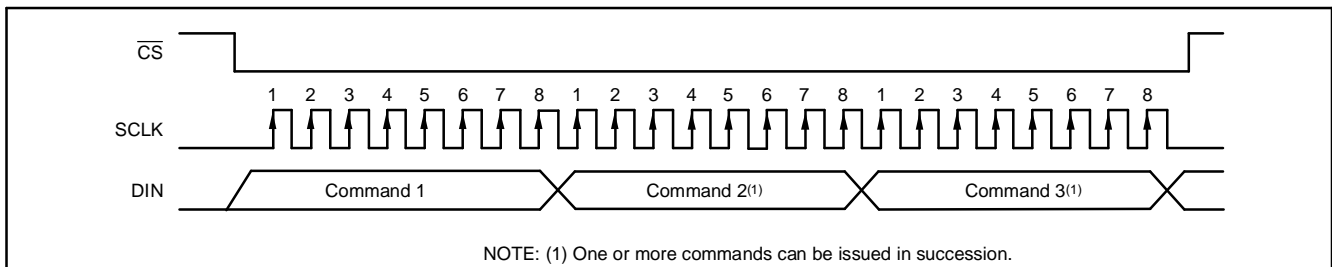 CS
1 2 3 4 5 6 7 8 1 2 3 4 5 6 7 8 1 2 3 4 5 6 7 8
SCLK
DIN Command 1 Command 2(1) Command 3(1)
NOTE: (1) One or more commands can be issued in succession.